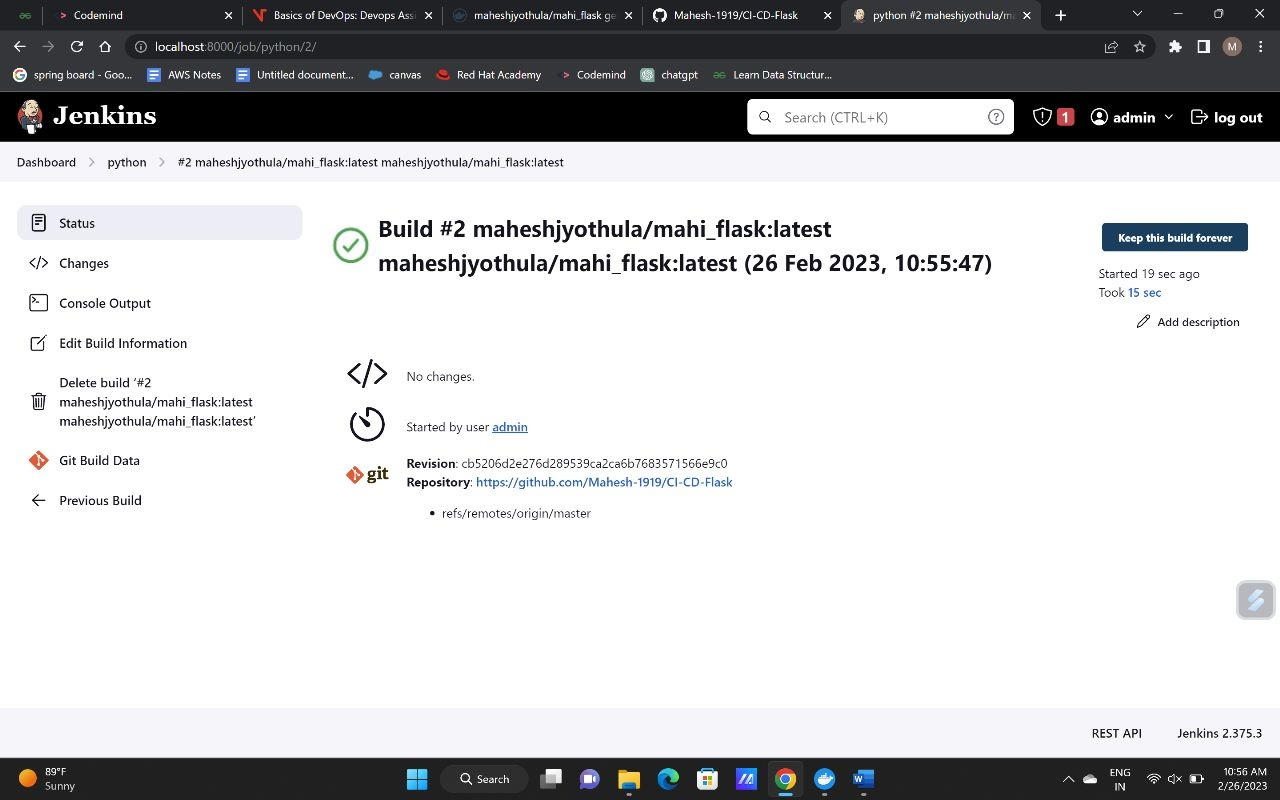 Codemind
Basics of DevOps: Devops Assi
maheshjyothula/mahi_flask ge
Mahesh-1919/CI-CD-Flask
python #2 maheshjyothula/ma
localhost:8000/job/python/2/
M
spring board - Goo...
AWS Notes
Untitled document...
canvas
Red Hat Academy
Codemind
chatgpt
Learn Data Structur...
Jenkins
Search (CTRL+K)
?
1
admin
log out
Dashboard
python
#2 maheshjyothula/mahi_flask:latest maheshjyothula/mahi_flask:latest
Status
Changes
Console Output
Edit Build Information
Delete build '#2
maheshjyothula/mahi_flask:latest
maheshjyothula/mahi_flask:latest'
Git Build Data
Previous Build
Build #2 maheshjyothula/mahi_flask:latest
maheshjyothula/mahi_flask:latest (26 Feb 2023, 10:55:47)
Keep this build forever
Started 19 sec ago
Took 15 sec
Add description
No changes.
Started by user admin
git
Revision: cb5206d2e276d289539ca2ca6b7683571566e9c0
Repository: https://github.com/Mahesh-1919/CI-CD-Flask
• refs/remotes/origin/master
REST API
Jenkins 2.375.3
89°F
Sunny
Search
ENG
IN
10:56 AM
2/26/2023